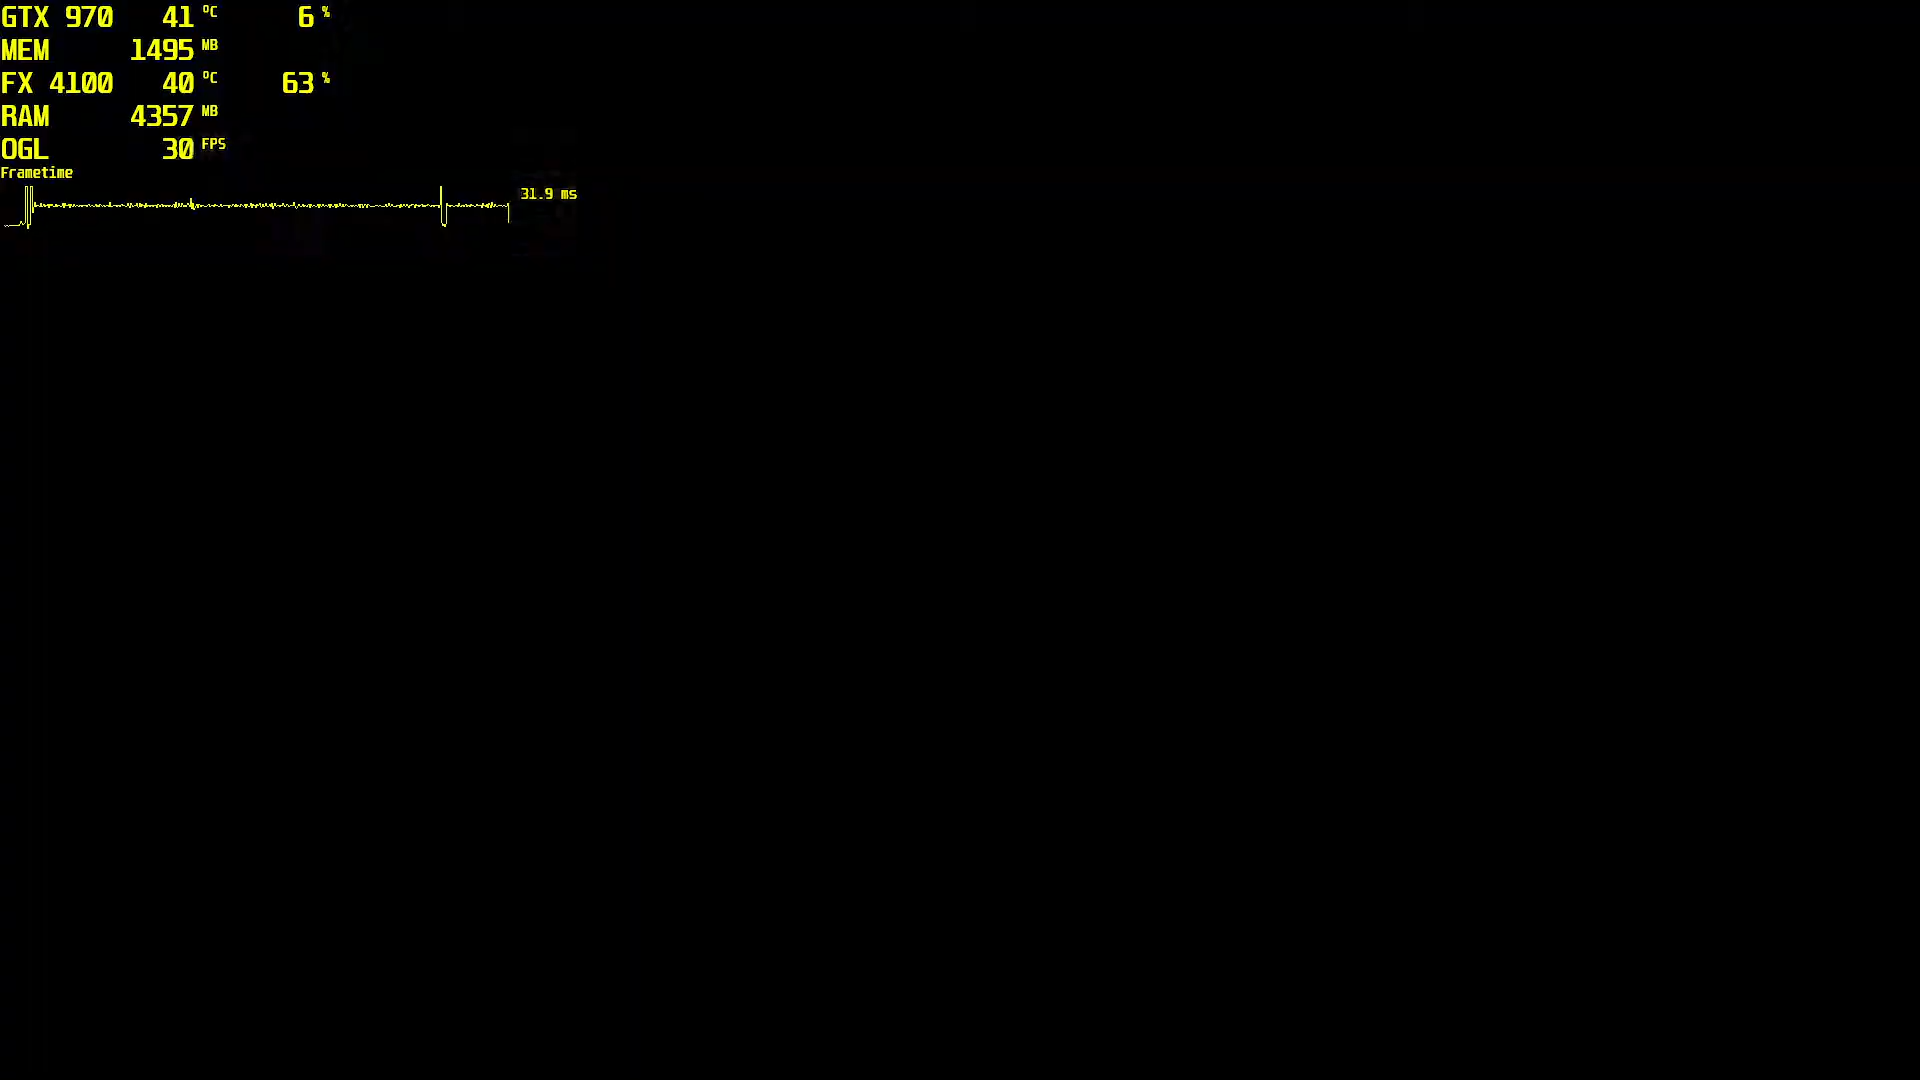 GTX 970 41 °C 6 %
MEM 1495 MB
FX 4100 40 °C 63 %
RAM 4357 MB
OGL 30 FPS
Frametime
31.9 ms